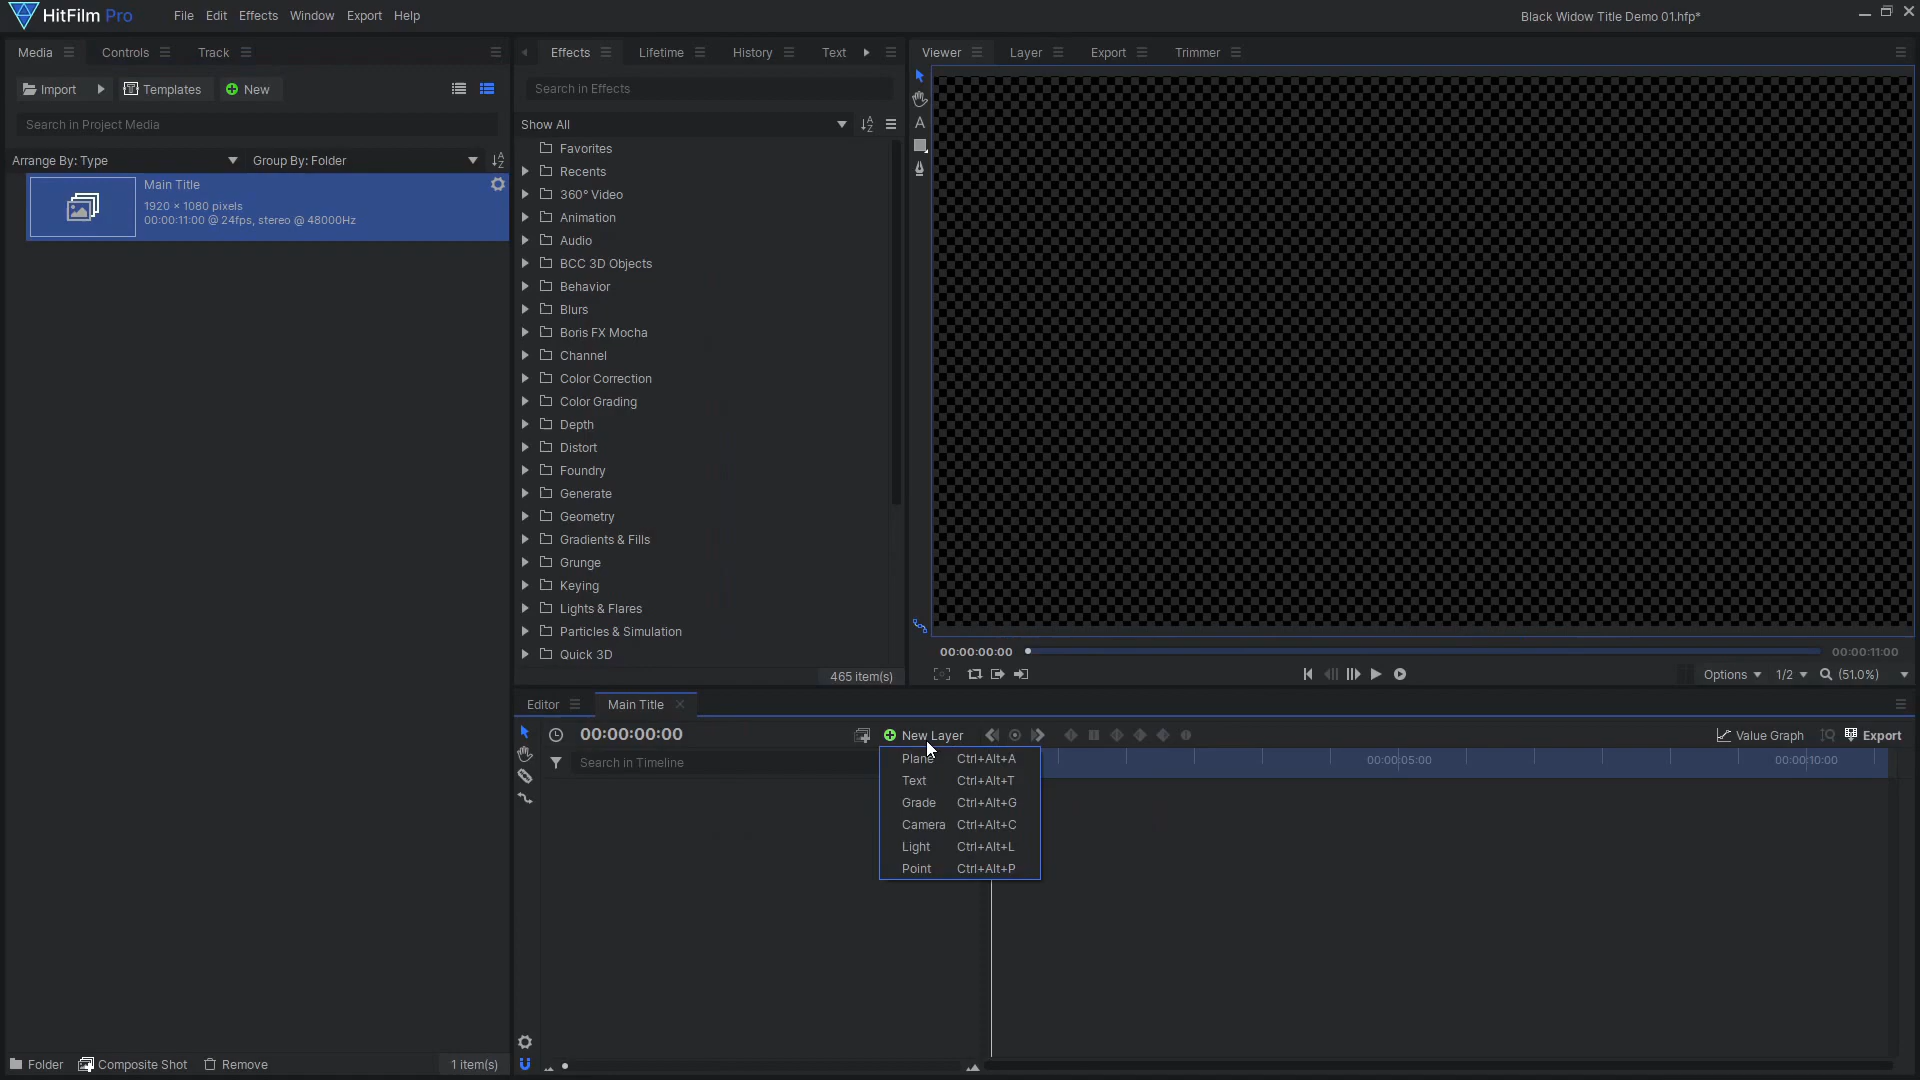 HitFilm Pro
File Edit Effects Window Export Help
Black Widow Title Demo 01.hfp*
Media Controls Track
Import Templates New
Search in Project Media
Arrange By: Type Group By: Folder
Main Title
1920 × 1080 pixels
00:00:11:00 @ 24fps, stereo @ 48000Hz
Folder Composite Shot Remove 1 item(s)
Effects Lifetime History Text
Search in Effects
Show All
Favorites
Recents
360° Video
Animation
Audio
BCC 3D Objects
Behavior
Blurs
Boris FX Mocha
Channel
Color Correction
Color Grading
Depth
Distort
Foundry
Generate
Geometry
Gradients & Fills
Grunge
Keying
Lights & Flares
Particles & Simulation
Quick 3D
465 item(s)
Viewer Layer Export Trimmer
00:00:00:00 00:00:11:00
Options 1/2 (51.0%)
Editor Main Title
00:00:00:00 New Layer Value Graph Export
Search in Timeline 00:00:05:00 00:00:10:00
Plane Ctrl+Alt+A
Text Ctrl+Alt+T
Grade Ctrl+Alt+G
Camera Ctrl+Alt+C
Light Ctrl+Alt+L
Point Ctrl+Alt+P